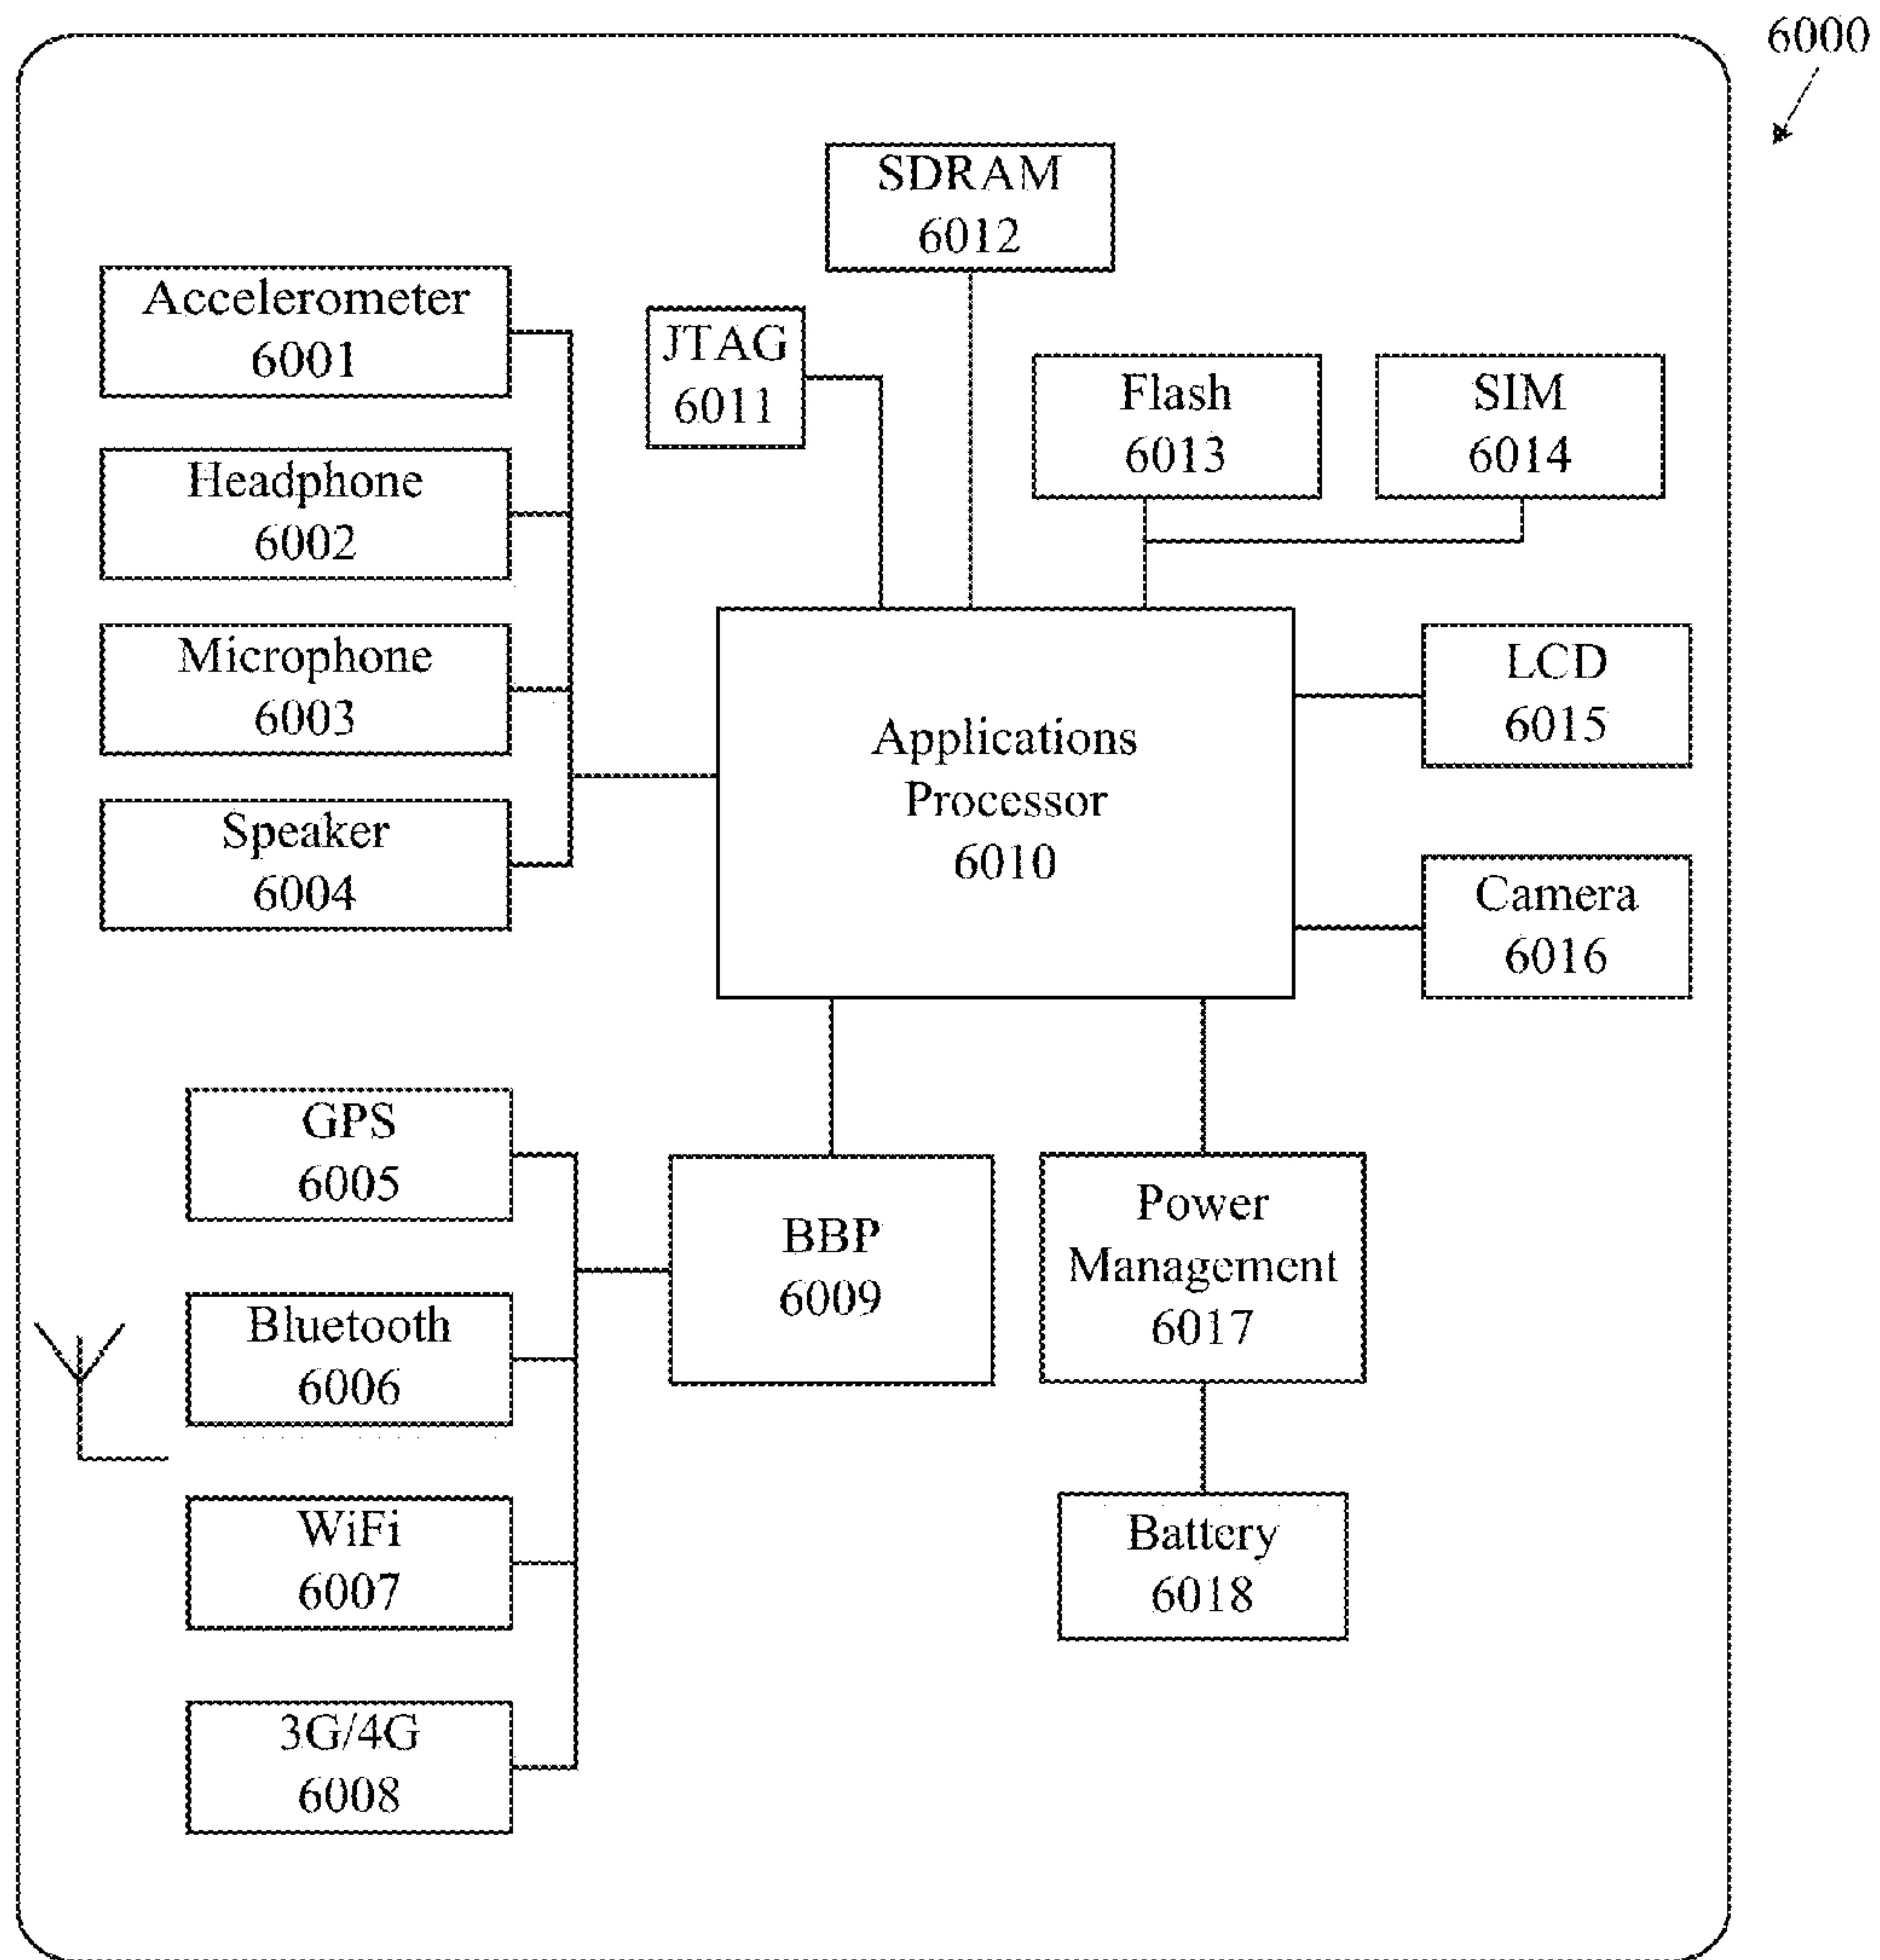 6000
SDRAM
6012
Accelerometer
6001
JTAG
6011
Flash
6013
SIM
6014
Headphone
6002
Microphone
6003
LCD
6015
Applications
Processor
6010
Speaker
6004
Camera
6016
GPS
6005
BBP
6009
Power
Management
6017
Bluetooth
6006
WiFi
6007
Battery
6018
3G/4G
6008